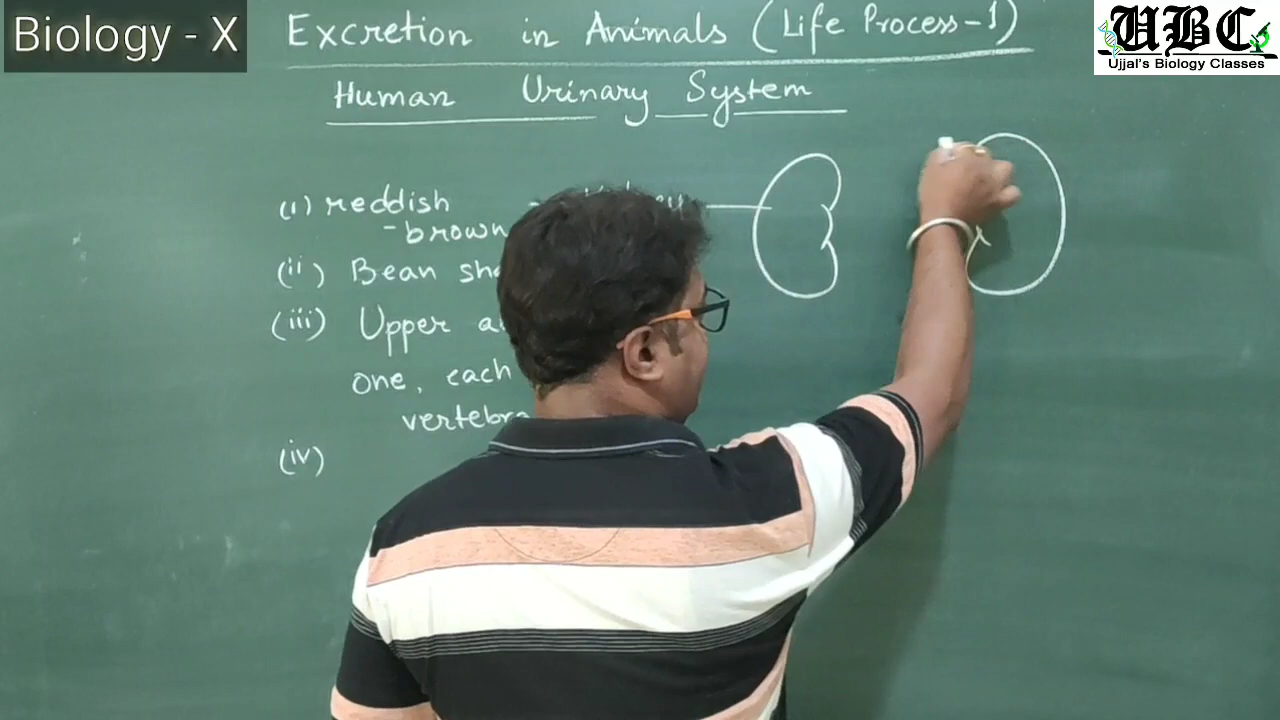 Biology - X
Excretion in Animals (Life Process-1)
UBC
Ujjal's Biology Classes
Human Urinary System
(i) reddish
-brown
(ii) Bean
(iii) Upper
one, each
(iv)